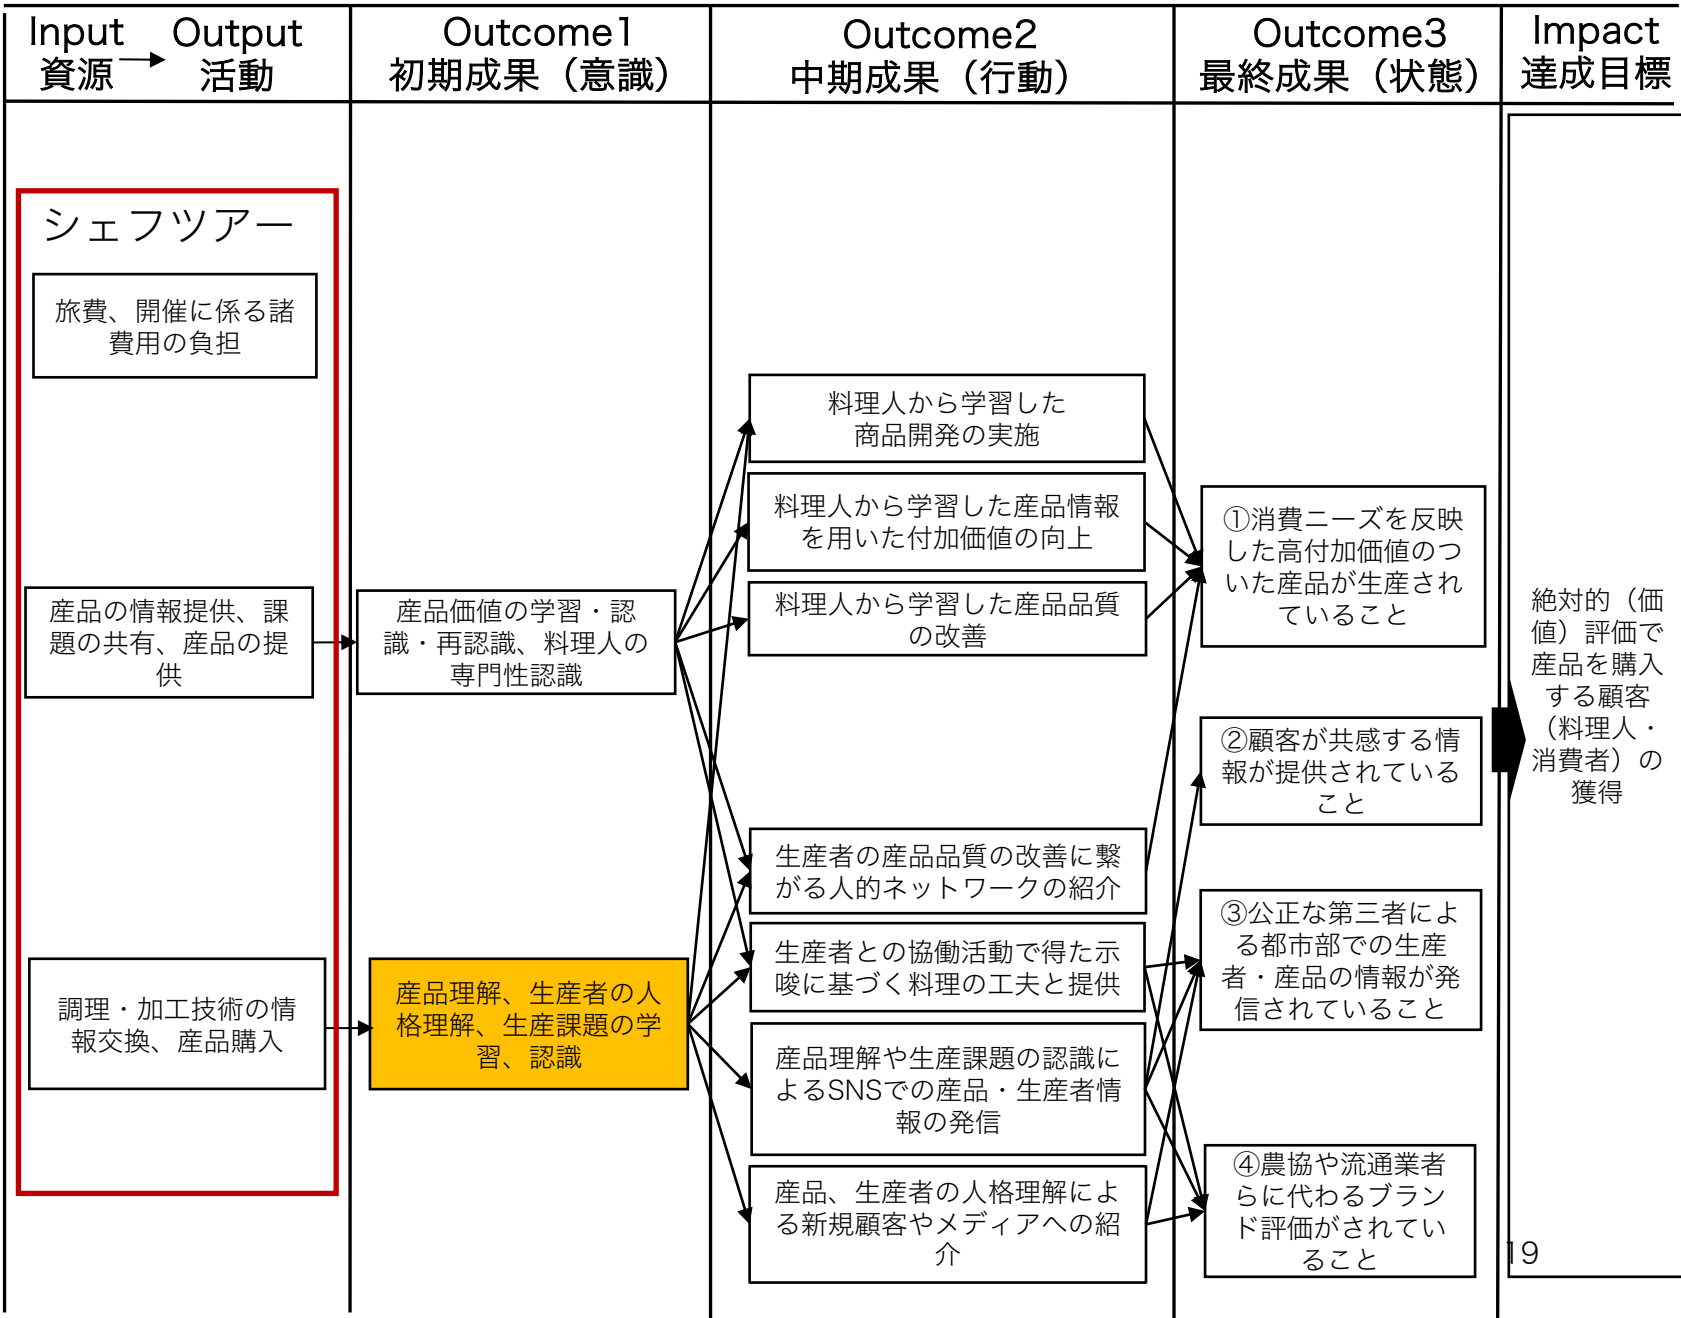 Input
資源
Output
活動
Outcome1
初期成果（意識）
Outcome2
中期成果（行動）
Outcome3
最終成果（状態）
Impact
達成目標
シェフツアー
旅費、開催に係る諸
費用の負担
産品の情報提供、課
題の共有、産品の提
供
調理・加工技術の情
報交換、産品購入
産品価値の学習・認
識・再認識、料理人の
専門性認識
産品理解、生産者の人
格理解、生産課題の学
習、認識
料理人から学習した
商品開発の実施
料理人から学習した産品情報
を用いた付加価値の向上
料理人から学習した産品品質
の改善
生産者の産品品質の改善に繋
がる人的ネットワークの紹介
生産者との協働活動で得た示
唆に基づく料理の工夫と提供
産品理解や生産課題の認識に
よるSNSでの産品・生産者情
報の発信
産品、生産者の人格理解によ
る新規顧客やメディアへの紹
介
①消費ニーズを反映
した高付加価値のつ
いた産品が生産され
ていること
②顧客が共感する情
報が提供されている
こと
③公正な第三者によ
る都市部での生産
者・産品の情報が発
信されていること
④農協や流通業者
らに代わるブラン
ド評価がされてい
ること
絶対的（価
値）評価で
産品を購入
する顧客
（料理人・
消費者）の
獲得
19